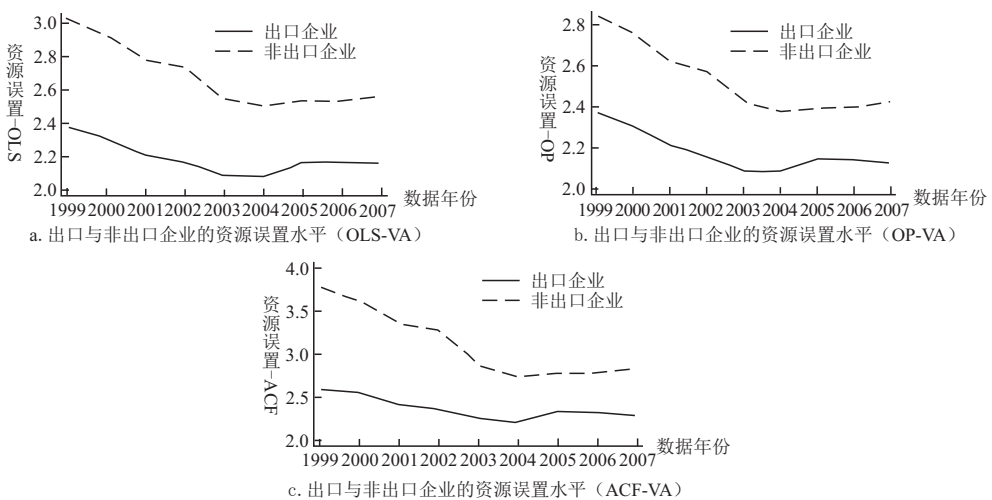 3.0
2.8
2.6
2.4
2.2
2.0
资源误置-OLS
出口企业
非出口企业
1999 2000 2001 2002 2003 2004 2005 2006 2007
数据年份
a. 出口与非出口企业的资源误置水平（OLS-VA）
2.8
2.6
2.4
2.2
2.0
资源误置-OP
出口企业
非出口企业
1999 2000 2001 2002 2003 2004 2005 2006 2007
数据年份
b. 出口与非出口企业的资源误置水平（OP-VA）
4.0
3.5
3.0
2.5
2.0
资源误置-ACF
出口企业
非出口企业
1999 2000 2001 2002 2003 2004 2005 2006 2007
数据年份
c. 出口与非出口企业的资源误置水平（ACF-VA）